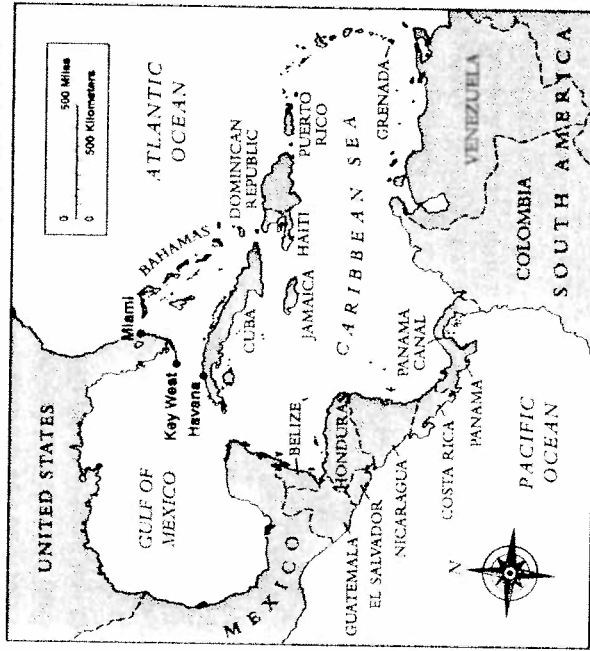 UNITED STATES
ATLANTIC
OCEAN
0 500 Miles
0 500 Kilometers
Miami
BAHAMAS
GULF OF
MEXICO
Key West
Havana
CUBA
DOMINICAN
REPUBLIC
MEXICO
BELIZE
JAMAICA
HAITI
PUERTO
RICO
HONDURAS
CARIBBEAN SEA
GUATEMALA
EL SALVADOR
NICARAGUA
GRENADA
PANAMA
CANAL
COSTA RICA
PANAMA
VENEZUELA
COLOMBIA
SOUTH AMERICA
PACIFIC
OCEAN
N